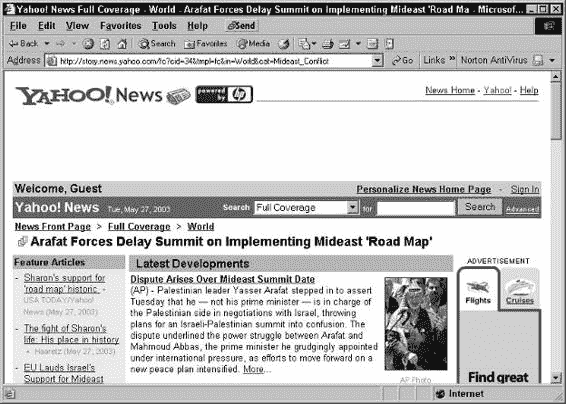 Yahoo! News Full Coverage - World - Arafat Forces Delay Summit on Implementing Mideast 'Road Ma - Microsof...
File Edit View Favorites Tools Help Send
Back Search Favorites Media
Address http://story.news.yahoo.com/fc?cid=34&tmpl=fc&in=World&cat=Mideast_Conflict Go Links » Norton AntiVirus
YAHOO! News powered by hp News Home - Yahoo! - Help
Welcome, Guest Personalize News Home Page - Sign In
Yahoo! News Tue, May 27, 2003 Search Full Coverage for Search Advanced
News Front Page > Full Coverage > World
Arafat Forces Delay Summit on Implementing Mideast 'Road Map'
Feature Articles
- Sharon's support for
'road map' historic -
USA TODAY/Yahoo!
News (May 27, 2003)
- The fight of Sharon's
life: His place in history
- Haaretz (May 27, 2003)
- EU Lauds Israel's
Support for Mideast
Latest Developments
Dispute Arises Over Mideast Summit Date
(AP) - Palestinian leader Yasser Arafat stepped in to assert
Tuesday that he — not his prime minister — is in charge of
the Palestinian side in negotiations with Israel, throwing
plans for an Israeli-Palestinian summit into confusion. The
dispute underlined the power struggle between Arafat and
Mahmoud Abbas, the prime minister he grudgingly appointed
under international pressure, as efforts to move forward on a
new peace plan intensified. More...
AP Photo
ADVERTISEMENT
Flights Cruises
Find great
Internet